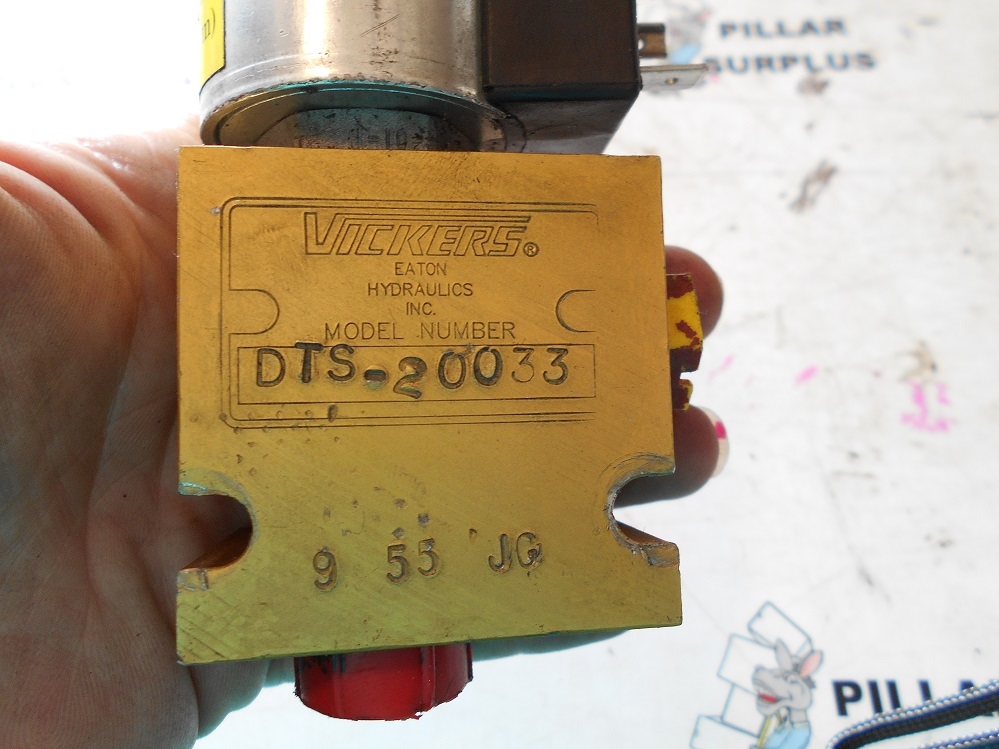 n)
PILLAR
SURPLUS
VICKERS®
EATON
HYDRAULICS
INC.
MODEL NUMBER
DTS-20033
9 55 JG
PILLA